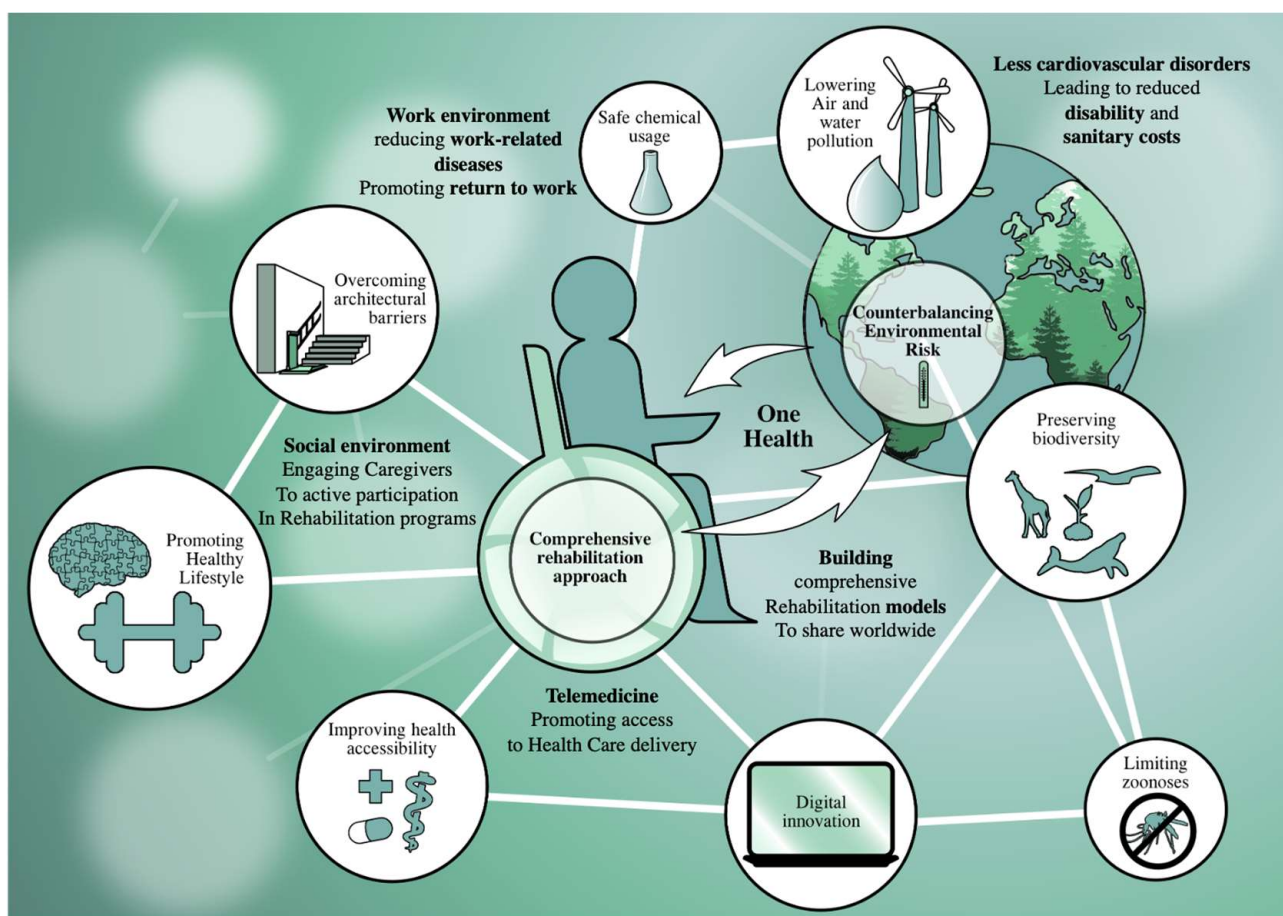 Less cardiovascular disorders
Leading to reduced
disability and
sanitary costs
Lowering
Air and
water
pollution
Work environment
reducing work-related
diseases
Promoting return to work
Safe chemical
usage
Overcoming
architectural
barriers
Counterbalancing
Environmental
Risk
One
Health
Preserving
biodiversity
Social environment
Engaging Caregivers
To active participation
In Rehabilitation programs
Promoting
Healthy
Lifestyle
Comprehensive
rehabilitation
approach
Building
comprehensive
Rehabilitation models
To share worldwide
Telemedicine
Promoting access
to Health Care delivery
Improving health
accessibility
Digital
innovation
Limiting
zoonoses